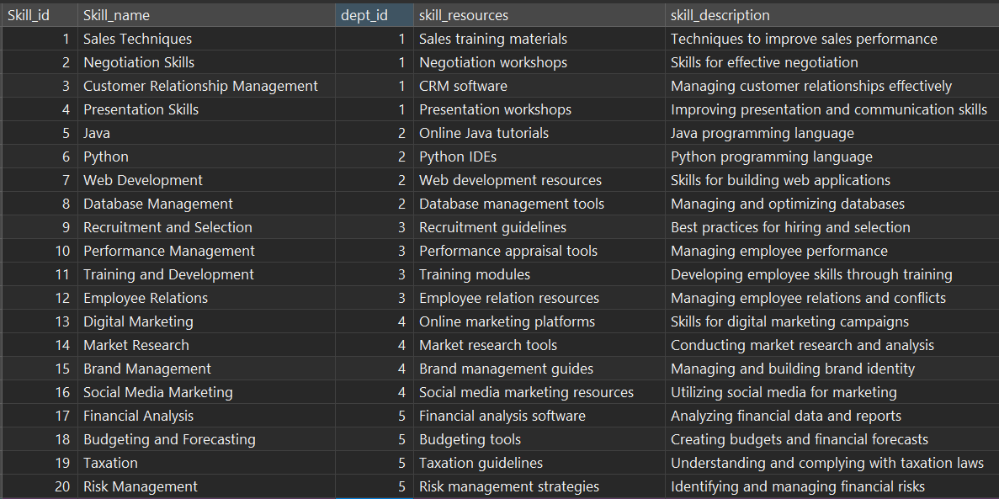 Skill_id Skill_name dept_id skill_resources skill_description
1 Sales Techniques 1 Sales training materials Techniques to improve sales performance
2 Negotiation Skills 1 Negotiation workshops Skills for effective negotiation
3 Customer Relationship Management 1 CRM software Managing customer relationships effectively
4 Presentation Skills 1 Presentation workshops Improving presentation and communication skills
5 Java 2 Online Java tutorials Java programming language
6 Python 2 Python IDEs Python programming language
7 Web Development 2 Web development resources Skills for building web applications
8 Database Management 2 Database management tools Managing and optimizing databases
9 Recruitment and Selection 3 Recruitment guidelines Best practices for hiring and selection
10 Performance Management 3 Performance appraisal tools Managing employee performance
11 Training and Development 3 Training modules Developing employee skills through training
12 Employee Relations 3 Employee relation resources Managing employee relations and conflicts
13 Digital Marketing 4 Online marketing platforms Skills for digital marketing campaigns
14 Market Research 4 Market research tools Conducting market research and analysis
15 Brand Management 4 Brand management guides Managing and building brand identity
16 Social Media Marketing 4 Social media marketing resources Utilizing social media for marketing
17 Financial Analysis 5 Financial analysis software Analyzing financial data and reports
18 Budgeting and Forecasting 5 Budgeting tools Creating budgets and financial forecasts
19 Taxation 5 Taxation guidelines Understanding and complying with taxation laws
20 Risk Management 5 Risk management strategies Identifying and managing financial risks